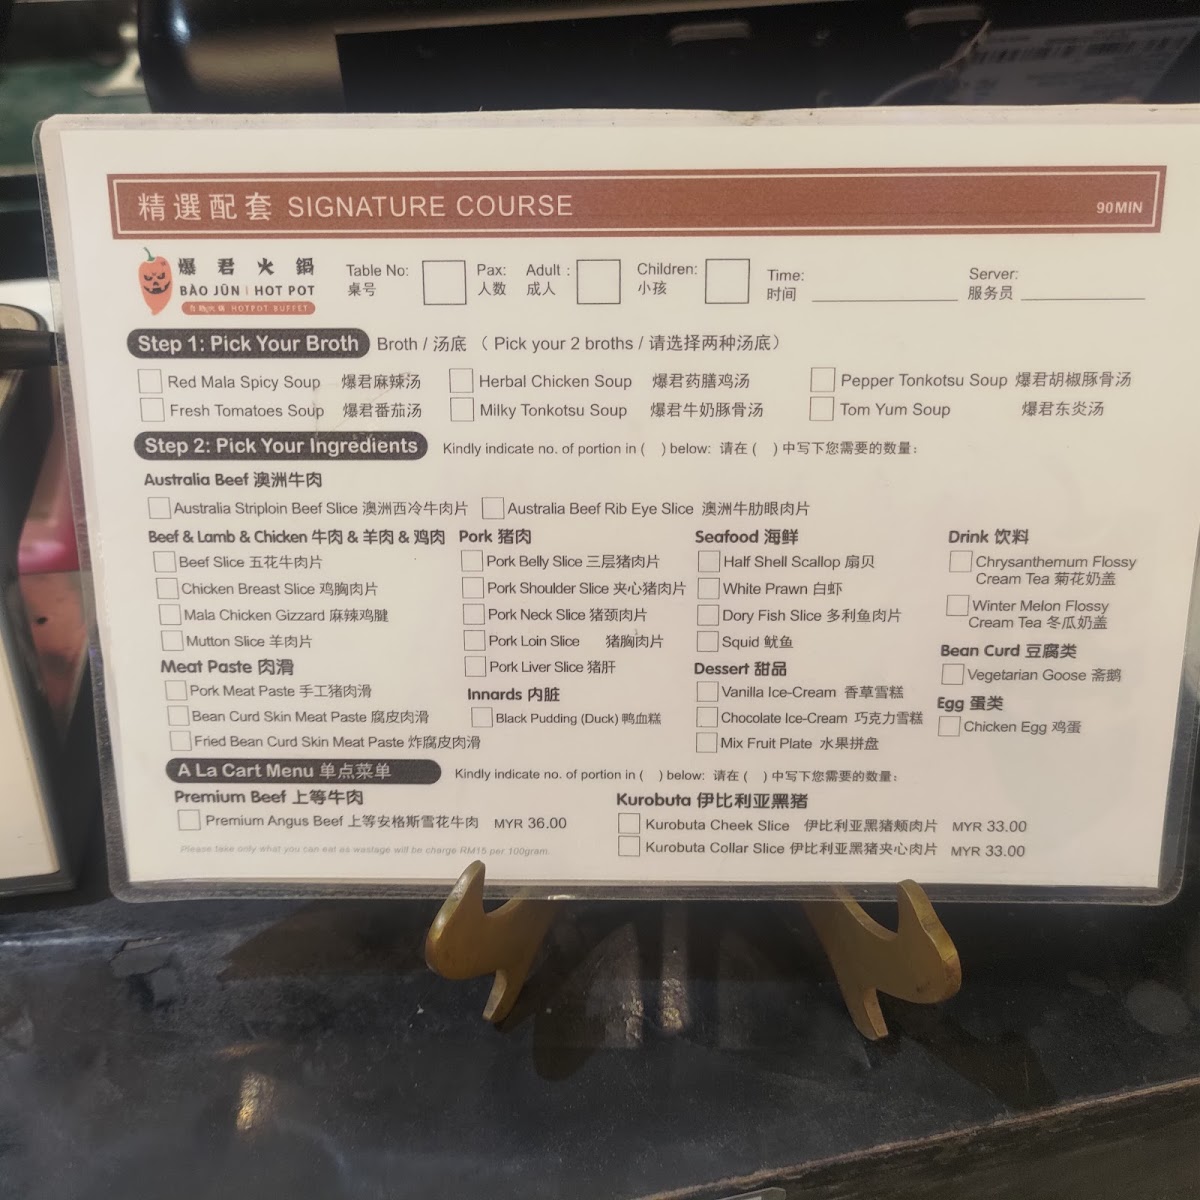 精選配套 SIGNATURE COURSE 90MIN
爆君火鍋
BÀO JŪN | HOT POT
HOTPOT BUFFET
Table No: 桌号 Pax: 人数 Adult : 成人 Children: 小孩 Time: 时间 Server: 服务员
Step 1: Pick Your Broth Broth / 汤底 ( Pick your 2 broths / 请选择两种汤底)
Red Mala Spicy Soup 爆君麻辣汤 Herbal Chicken Soup 爆君药膳鸡汤 Pepper Tonkotsu Soup 爆君胡椒豚骨汤
Fresh Tomatoes Soup 爆君番茄汤 Milky Tonkotsu Soup 爆君牛奶豚骨汤 Tom Yum Soup 爆君东炎汤
Step 2: Pick Your Ingredients Kindly indicate no. of portion in ( ) below: 请在 ( ) 中写下您需要的数量:
Australia Beef 澳洲牛肉
Australia Striploin Beef Slice 澳洲西冷牛肉片 Australia Beef Rib Eye Slice 澳洲牛肋眼肉片
Beef & Lamb & Chicken 牛肉 & 羊肉 & 鸡肉
Beef Slice 五花牛肉片
Chicken Breast Slice 鸡胸肉片
Mala Chicken Gizzard 麻辣鸡腱
Mutton Slice 羊肉片
Meat Paste 肉滑
Pork Meat Paste 手工猪肉滑
Bean Curd Skin Meat Paste 腐皮肉滑
Fried Bean Curd Skin Meat Paste 炸腐皮肉滑
Pork 猪肉
Pork Belly Slice 三层猪肉片
Pork Shoulder Slice 夹心猪肉片
Pork Neck Slice 猪颈肉片
Pork Loin Slice 猪胸肉片
Pork Liver Slice 猪肝
Innards 内脏
Black Pudding (Duck) 鸭血糕
Seafood 海鲜
Half Shell Scallop 扇贝
White Prawn 白虾
Dory Fish Slice 多利鱼肉片
Squid 鱿鱼
Dessert 甜品
Vanilla Ice-Cream 香草雪糕
Chocolate Ice-Cream 巧克力雪糕
Mix Fruit Plate 水果拼盘
Drink 饮料
Chrysanthemum Flossy
Cream Tea 菊花奶盖
Winter Melon Flossy
Cream Tea 冬瓜奶盖
Bean Curd 豆腐类
Vegetarian Goose 斋鹅
Egg 蛋类
Chicken Egg 鸡蛋
A La Cart Menu 单点菜单 Kindly indicate no. of portion in ( ) below: 请在 ( ) 中写下您需要的数量:
Premium Beef 上等牛肉
Premium Angus Beef 上等安格斯雪花牛肉 MYR 36.00
Kurobuta 伊比利亚黑猪
Kurobuta Cheek Slice 伊比利亚黑猪颊肉片 MYR 33.00
Kurobuta Collar Slice 伊比利亚黑猪夹心肉片 MYR 33.00
Please take only what you can eat as wastage will be charge RM15 per 100gram.